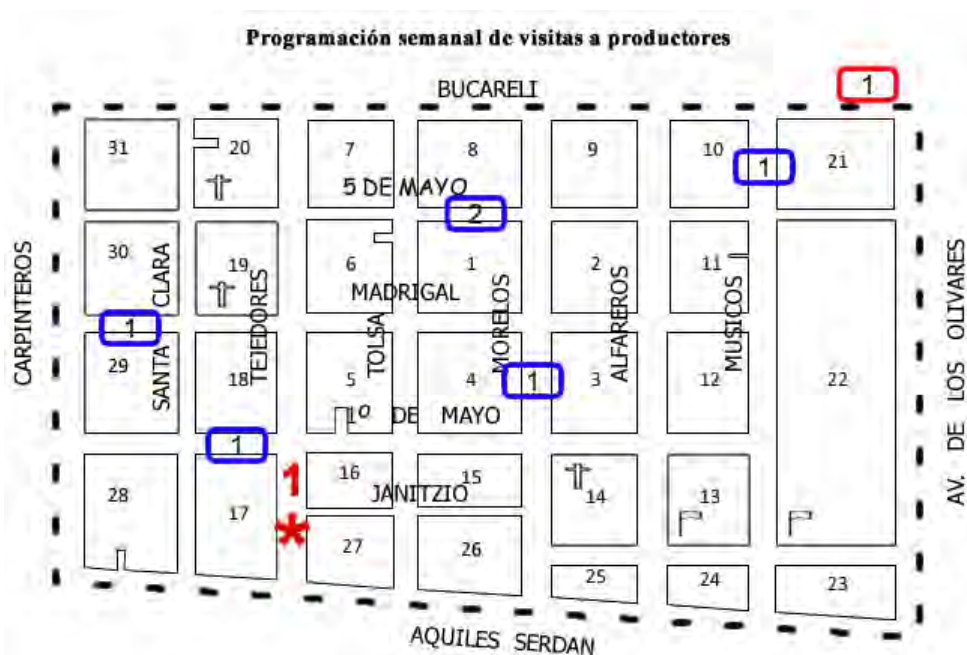 Programación semanal de visitas a productores
BUCARELI
1
31 20 7 8 9 10 1 21
5 DE MAYO
2
30 19 6 1 2 11
MADRIGAL
CARPINTEROS
SANTA CLARA
TEJEDORES
TOLSA
MORELOS
ALFAREROS
MUSICOS
AV. DE LOS OLIVARES
1
29 18 5 4 1 3 12 22
1º DE MAYO
1
28 17 1 16 15 14 13
JANITZIO
*
27 26
25 24 23
AQUILES SERDAN